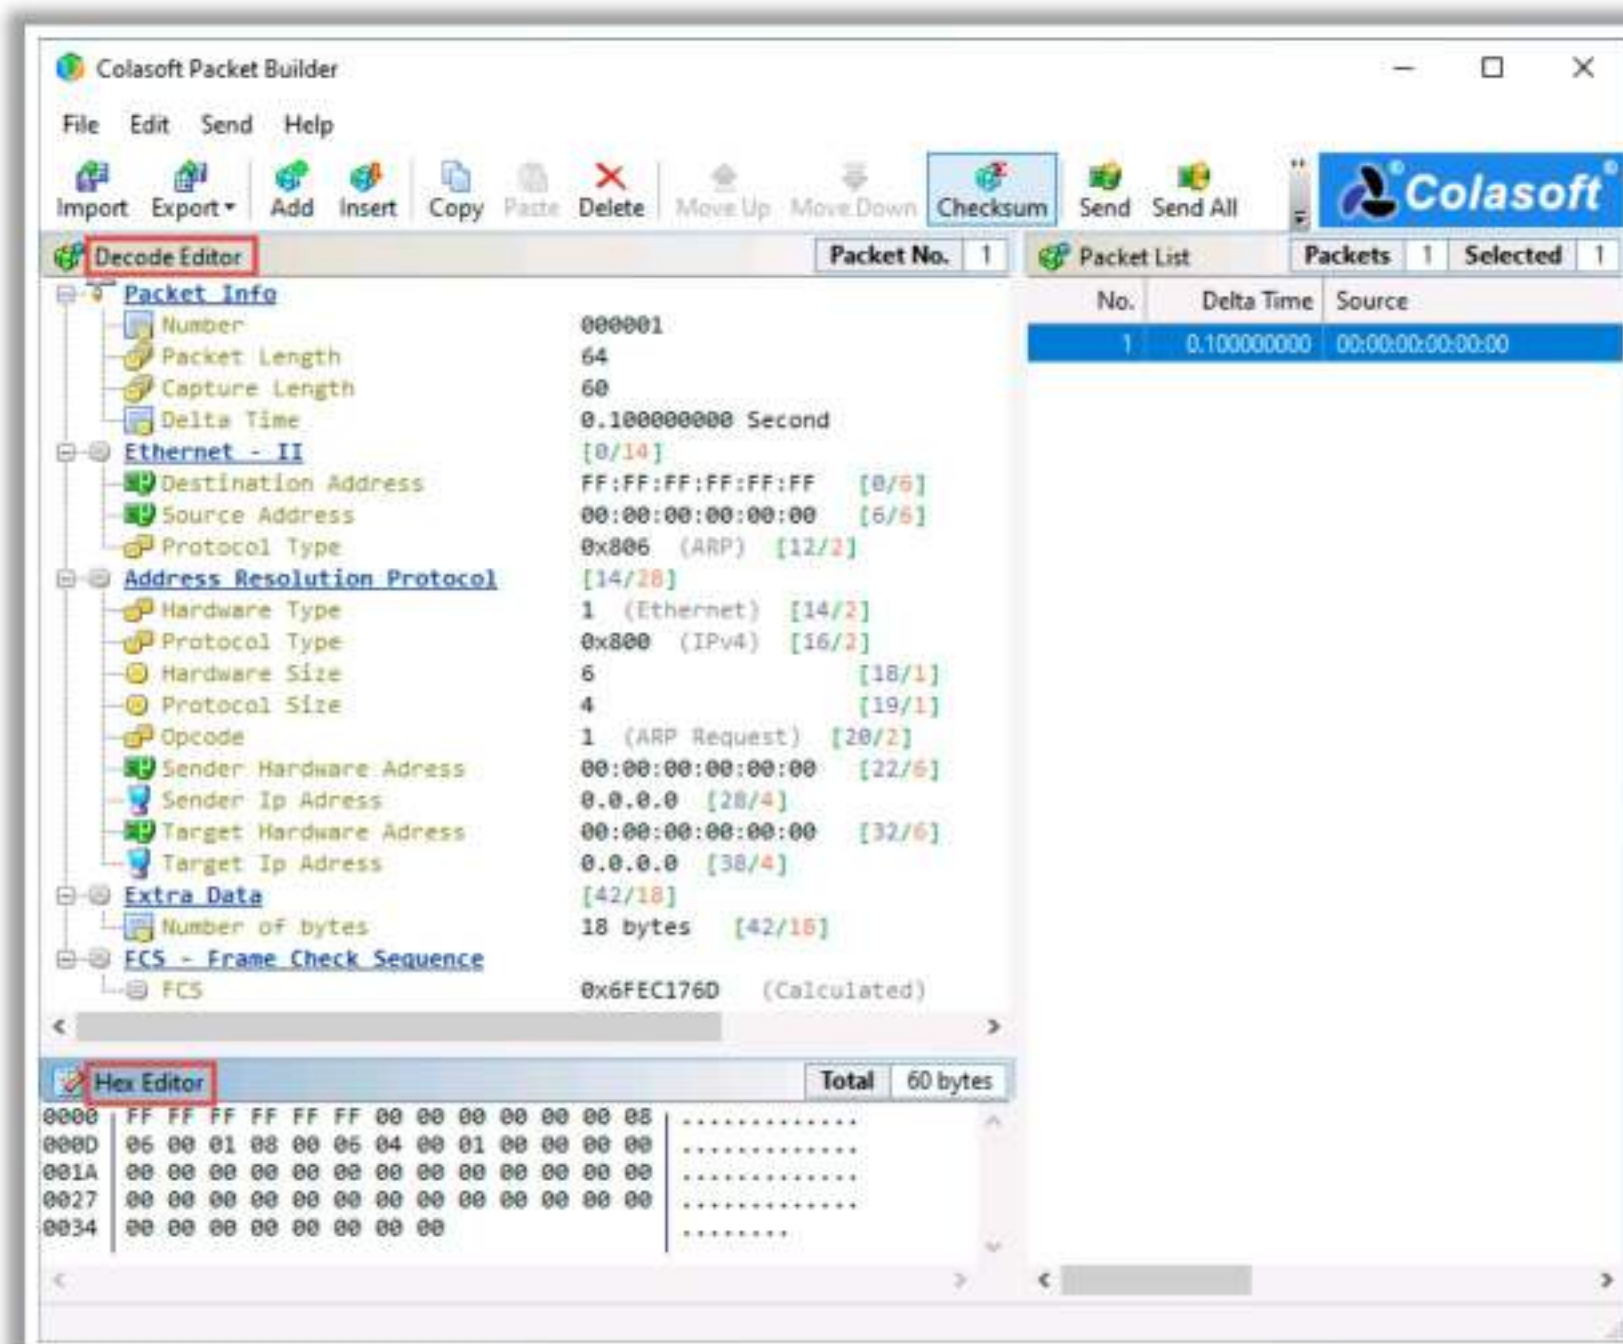 Colasoft Packet Builder
File Edit Send Help
Import Export Add Insert Copy Paste Delete Move Up Move Down Checksum Send Send All Colasoft
Decode Editor Packet No. 1
Packet Info
Number 000001
Packet Length 64
Capture Length 60
Delta Time 0.100000000 Second
Ethernet - II [0/14]
Destination Address FF:FF:FF:FF:FF:FF [0/6]
Source Address 00:00:00:00:00:00 [6/6]
Protocol Type 0x806 (ARP) [12/2]
Address Resolution Protocol [14/28]
Hardware Type 1 (Ethernet) [14/2]
Protocol Type 0x800 (IPv4) [16/2]
Hardware Size 6 [18/1]
Protocol Size 4 [19/1]
Opcode 1 (ARP Request) [20/2]
Sender Hardware Adress 00:00:00:00:00:00 [22/6]
Sender Ip Adress 0.0.0.0 [28/4]
Target Hardware Adress 00:00:00:00:00:00 [32/6]
Target Ip Adress 0.0.0.0 [38/4]
Extra Data [42/18]
Number of bytes 18 bytes [42/18]
FCS - Frame Check Sequence
FCS 0x6FEC176D (Calculated)
Packet List Packets 1 Selected 1
No. Delta Time Source
1 0.100000000 00:00:00:00:00:00
Hex Editor Total 60 bytes
0000 FF FF FF FF FF FF 00 00 00 00 00 00 08 .............
000D 06 00 01 08 00 06 04 00 01 00 00 00 00 .............
001A 00 00 00 00 00 00 00 00 00 00 00 00 00 .............
0027 00 00 00 00 00 00 00 00 00 00 00 00 00 .............
0034 00 00 00 00 00 00 00 00 ........